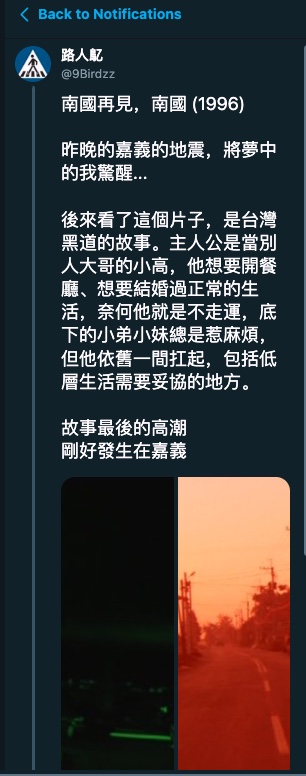 Back to Notifications
路人馜
@9Birdzz
南國再見，南國 (1996)
昨晚的嘉義的地震，將夢中
的我驚醒...
後來看了這個片子，是台灣
黑道的故事。主人公是當別
人大哥的小高，他想要開餐
廳、想要結婚過正常的生
活，奈何他就是不走運，底
下的小弟小妹總是惹麻煩，
但他依舊一間扛起，包括低
層生活需要妥協的地方。
故事最後的高潮
剛好發生在嘉義